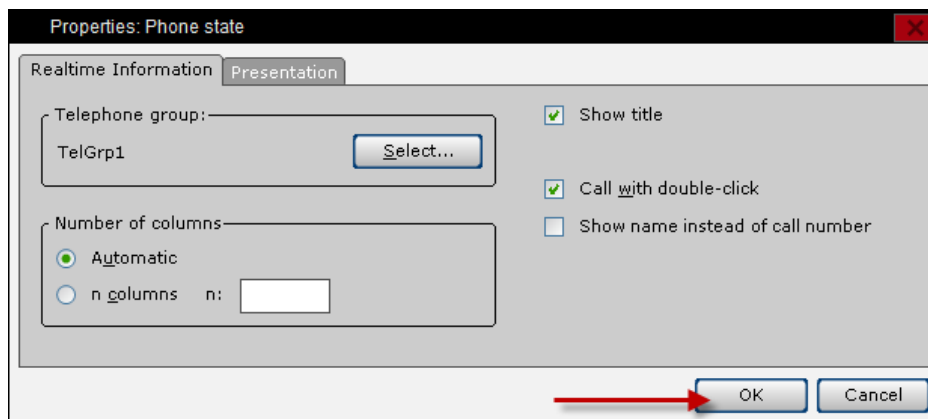 Properties: Phone state
Realtime Information Presentation
Telephone group:
TelGrp1 Select...
Show title
Call with double-click
Show name instead of call number
Number of columns
Automatic
n columns n:
OK Cancel